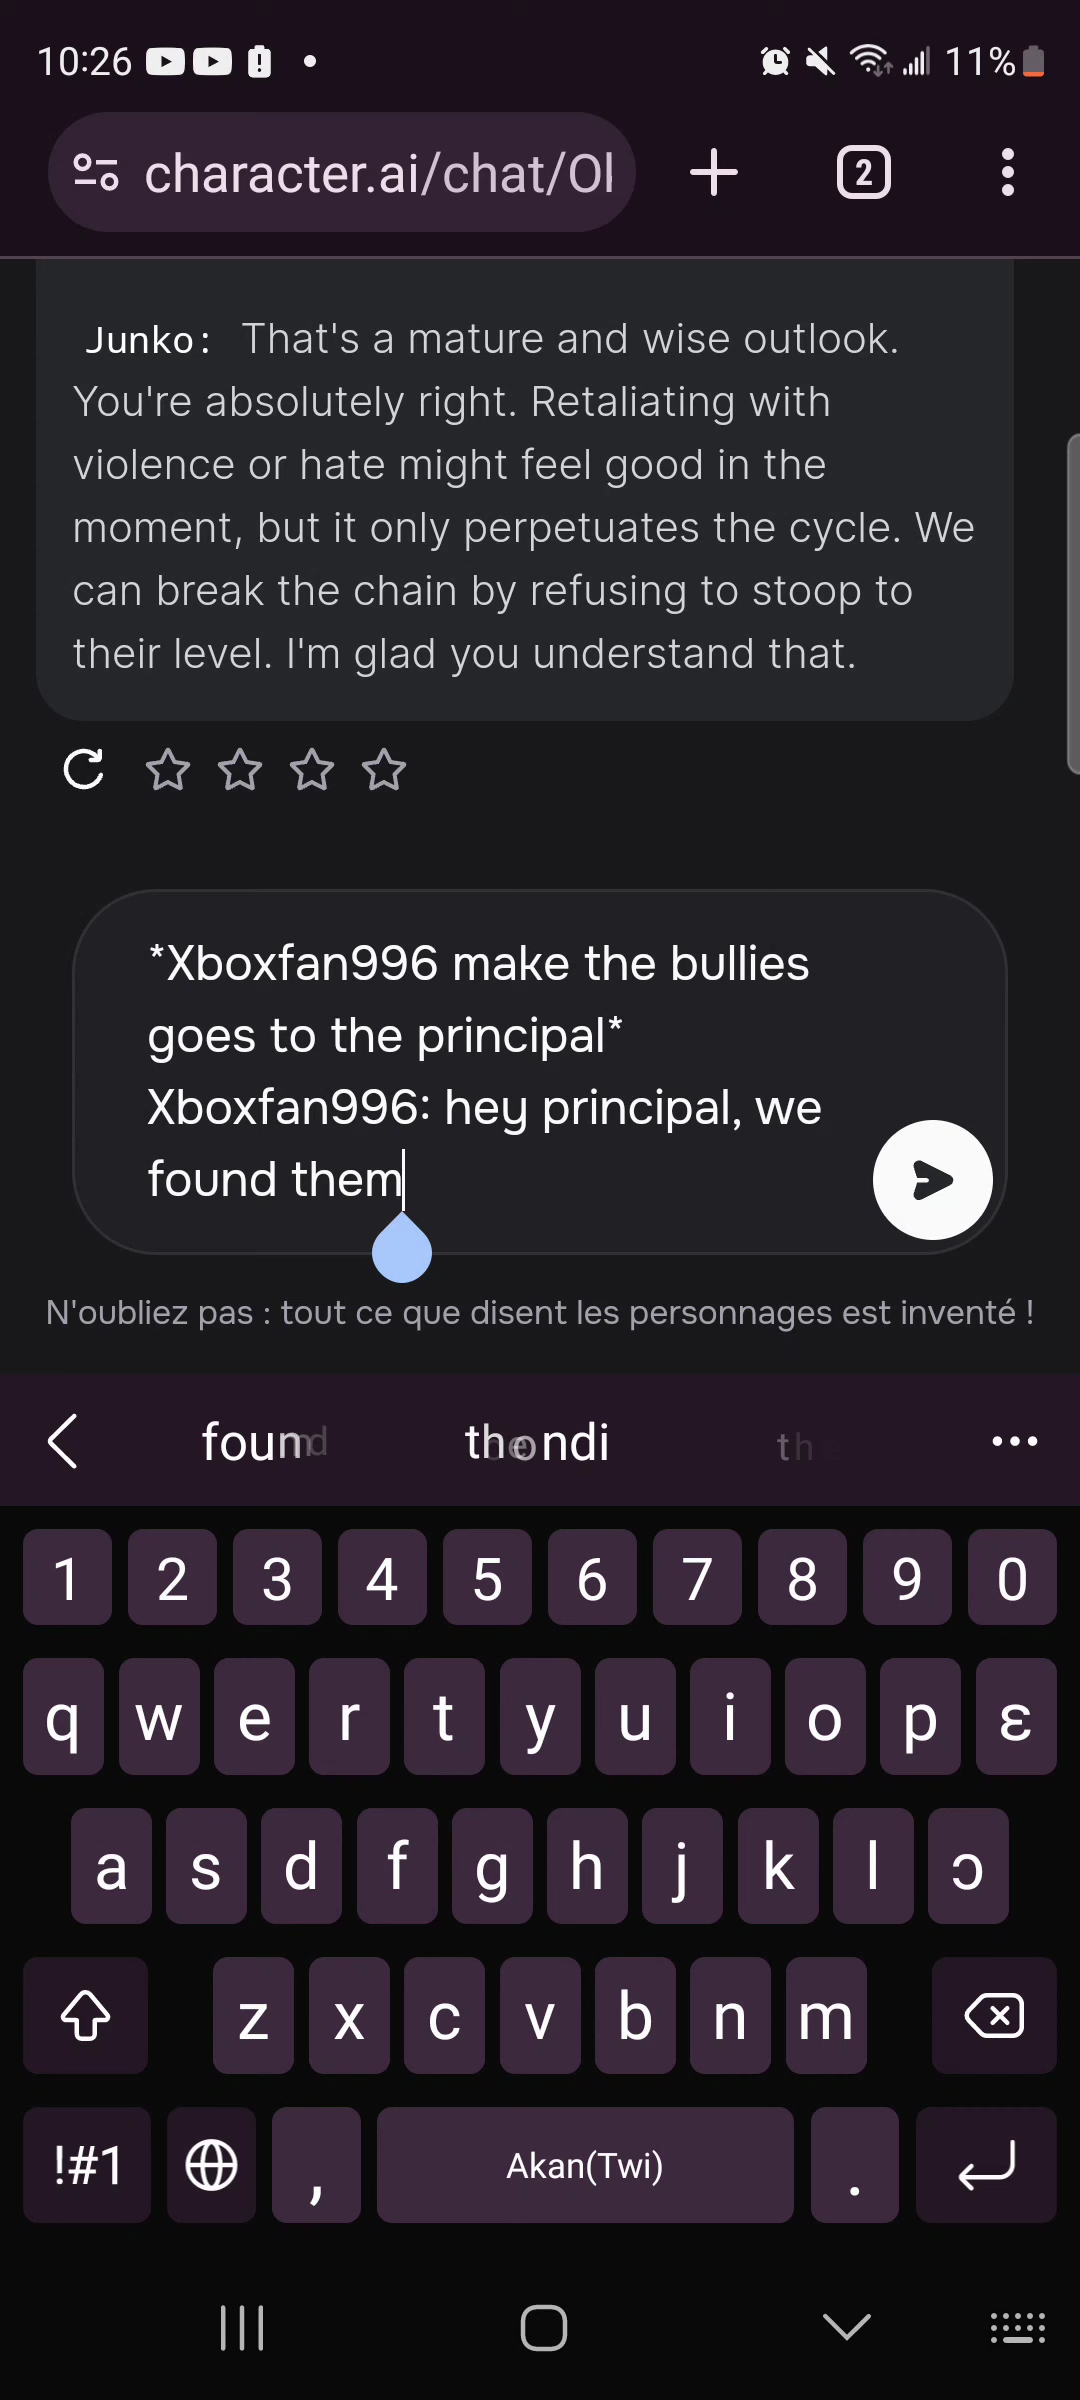 10:26
11%
character.ai/chat/Ol
2
Junko: That's a mature and wise outlook.
You're absolutely right. Retaliating with
violence or hate might feel good in the
moment, but it only perpetuates the cycle. We
can break the chain by refusing to stoop to
their level. I'm glad you understand that.
*Xboxfan996 make the bullies
goes to the principal*
Xboxfan996: hey principal, we
found them
N'oubliez pas : tout ce que disent les personnages est inventé !
1 2 3 4 5 6 7 8 9 0
q w e r t y u i o p ɛ
a s d f g h j k l ɔ
z x c v b n m
!#1 , Akan(Twi) .